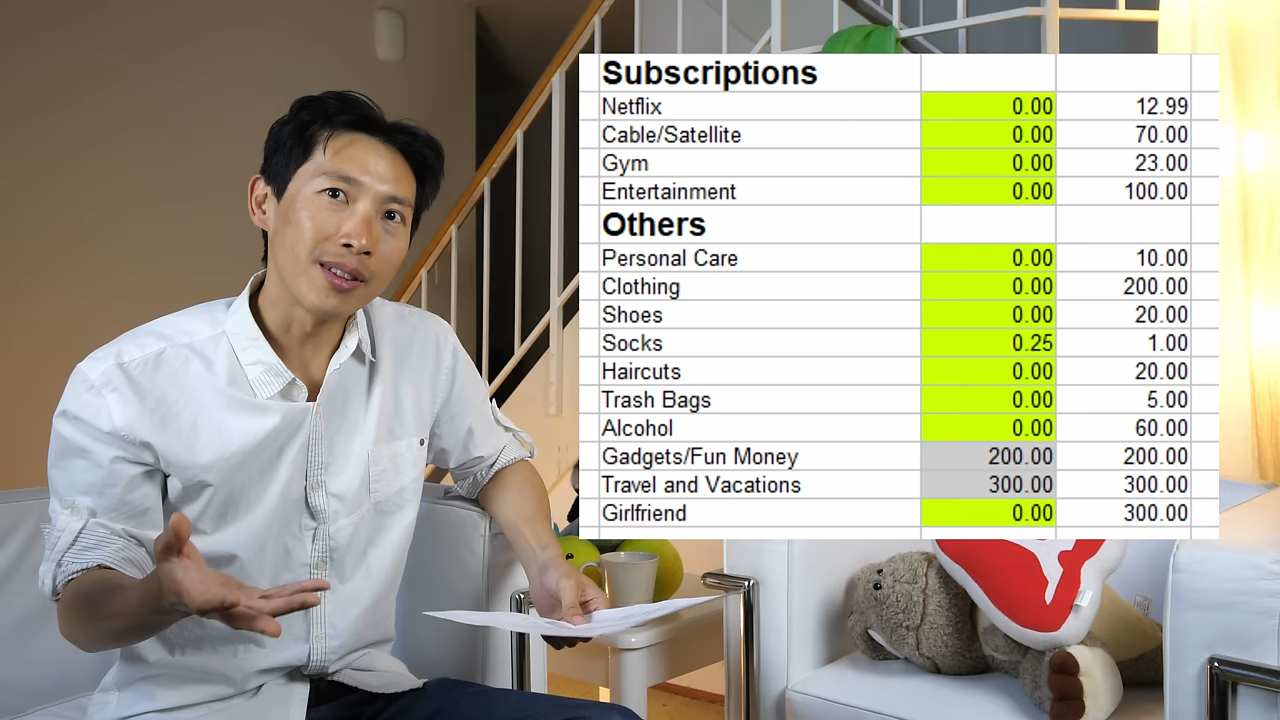 Subscriptions
Netflix 0.00 12.99
Cable/Satellite 0.00 70.00
Gym 0.00 23.00
Entertainment 0.00 100.00
Others
Personal Care 0.00 10.00
Clothing 0.00 200.00
Shoes 0.00 20.00
Socks 0.25 1.00
Haircuts 0.00 20.00
Trash Bags 0.00 5.00
Alcohol 0.00 60.00
Gadgets/Fun Money 200.00 200.00
Travel and Vacations 300.00 300.00
Girlfriend 0.00 300.00